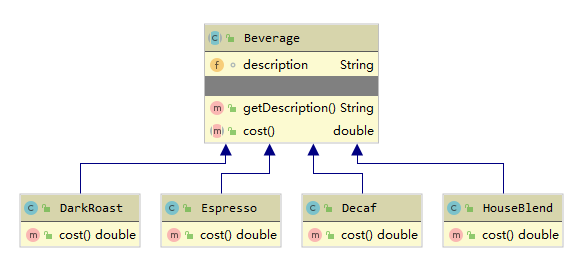 Beverage
description String
getDescription() String
cost() double
DarkRoast
cost() double
Espresso
cost() double
Decaf
cost() double
HouseBlend
cost() double